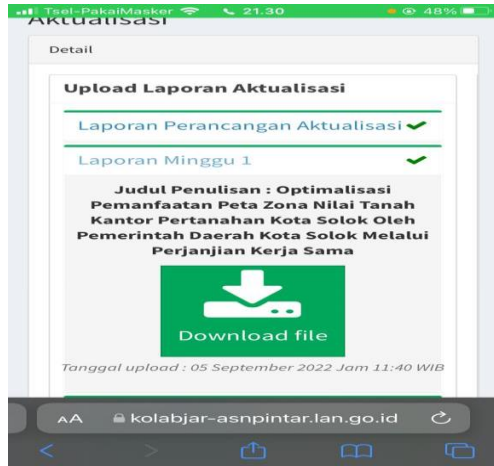 Tsel-PakaiMasker 21.30 48%
Aktualisasi
Detail
Upload Laporan Aktualisasi
Laporan Perancangan Aktualisasi
Laporan Minggu 1
Judul Penulisan : Optimalisasi
Pemanfaatan Peta Zona Nilai Tanah
Kantor Pertanahan Kota Solok Oleh
Pemerintah Daerah Kota Solok Melalui
Perjanjian Kerja Sama
Download file
Tanggal upload : 05 September 2022 Jam 11:40 WIB
AA kolabjar-asnpintar.lan.go.id